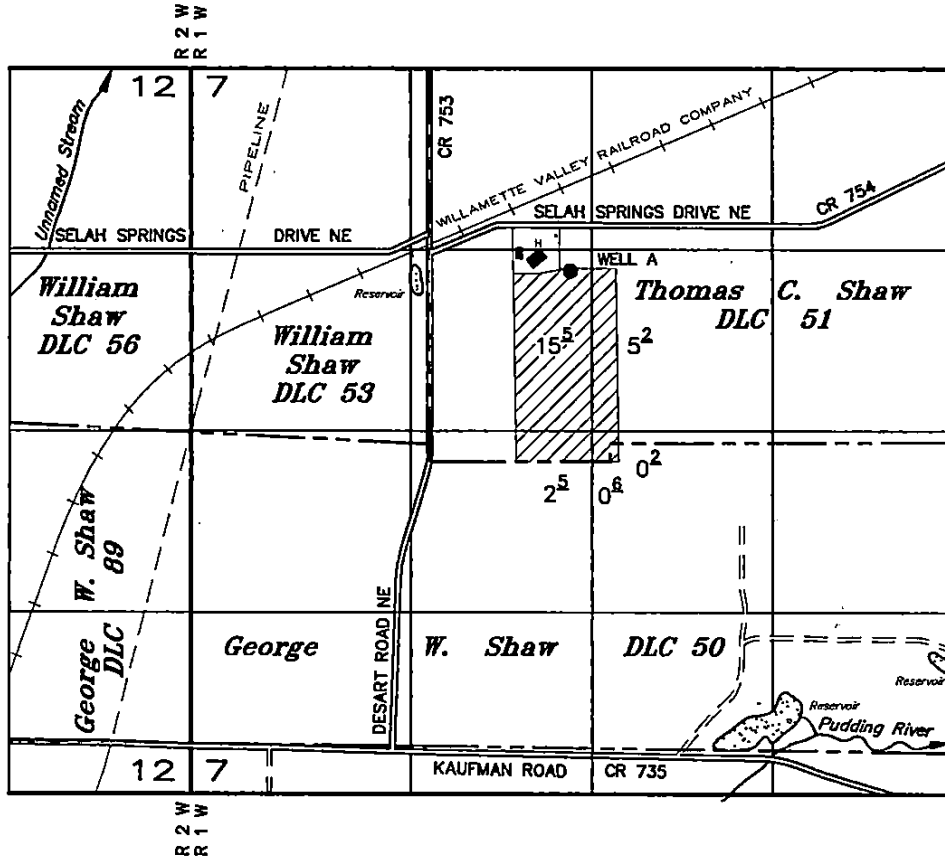 R 2 W
R 1 W
12 7
Unnamed Stream
PIPELINE
CR 753
WILLAMETTE VALLEY RAILROAD COMPANY
SELAH SPRINGS DRIVE NE
SELAH SPRINGS DRIVE NE
CR 754
H
WELL A
Reservoir
William
Shaw
DLC 56
William
Shaw
DLC 53
Thomas C. Shaw
DLC 51
15 5
5 2
0 2
2 5
0 6
George W. Shaw
DLC 89
George W. Shaw DLC 50
DESART ROAD NE
Reservoir
Reservoir
Pudding River
12 7
KAUFMAN ROAD CR 735
R 2 W
R 1 W